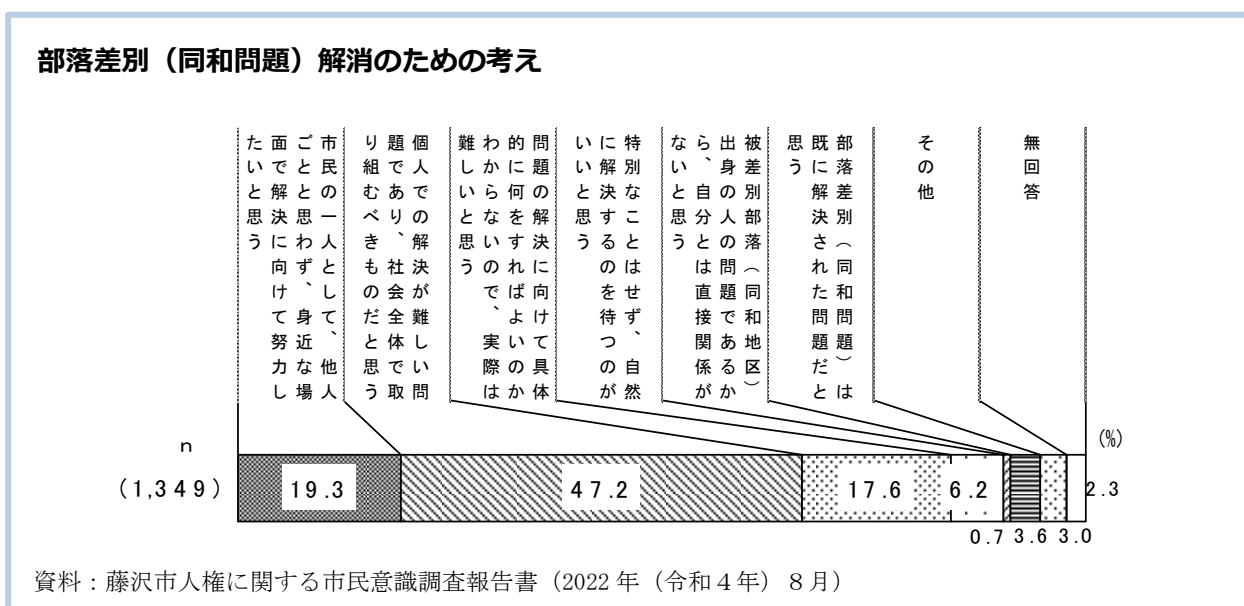 部落差別（同和問題）解消のための考え
市民の一人として、他人
ごとと思わず、身近な場
面で解決に向けて努力し
たいと思う
個人での解決が難しい問
題であり、社会全体で取
り組むべきものだと思う
問題の解決に向けて具体
的に何をすればよいのか
わからないので、実際は
難しいと思う
特別なことはせず、自然
に解決するのを待つのが
いいと思う
被差別部落（同和地区）
出身の人の問題であるか
ら、自分とは直接関係が
ないと思う
部落差別（同和問題）は
既に解決された問題だと
思う
その他
無回答
(%)
ｎ
(1,349)
19.3
47.2
17.6
6.2
2.3
0.7 3.6 3.0
資料：藤沢市人権に関する市民意識調査報告書（2022 年（令和４年）８月）